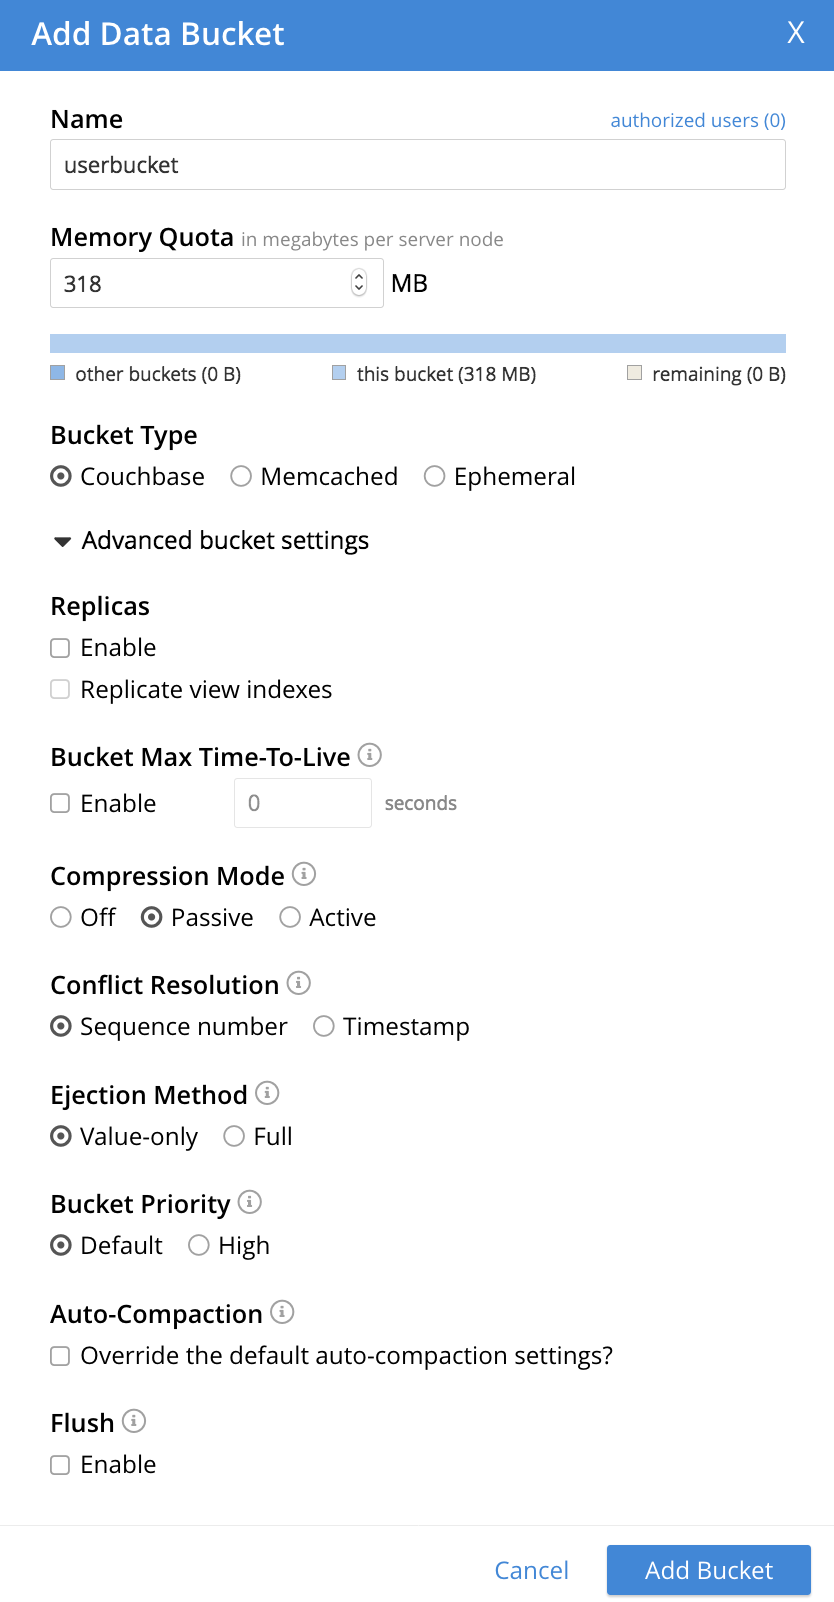 Add Data Bucket X
Name authorized users (0)
userbucket
Memory Quota in megabytes per server node
318 MB
other buckets (0 B) this bucket (318 MB) remaining (0 B)
Bucket Type
Couchbase Memcached Ephemeral
Advanced bucket settings
Replicas
Enable
Replicate view indexes
Bucket Max Time-To-Live
Enable 0 seconds
Compression Mode
Off Passive Active
Conflict Resolution
Sequence number Timestamp
Ejection Method
Value-only Full
Bucket Priority
Default High
Auto-Compaction
Override the default auto-compaction settings?
Flush
Enable
Cancel Add Bucket